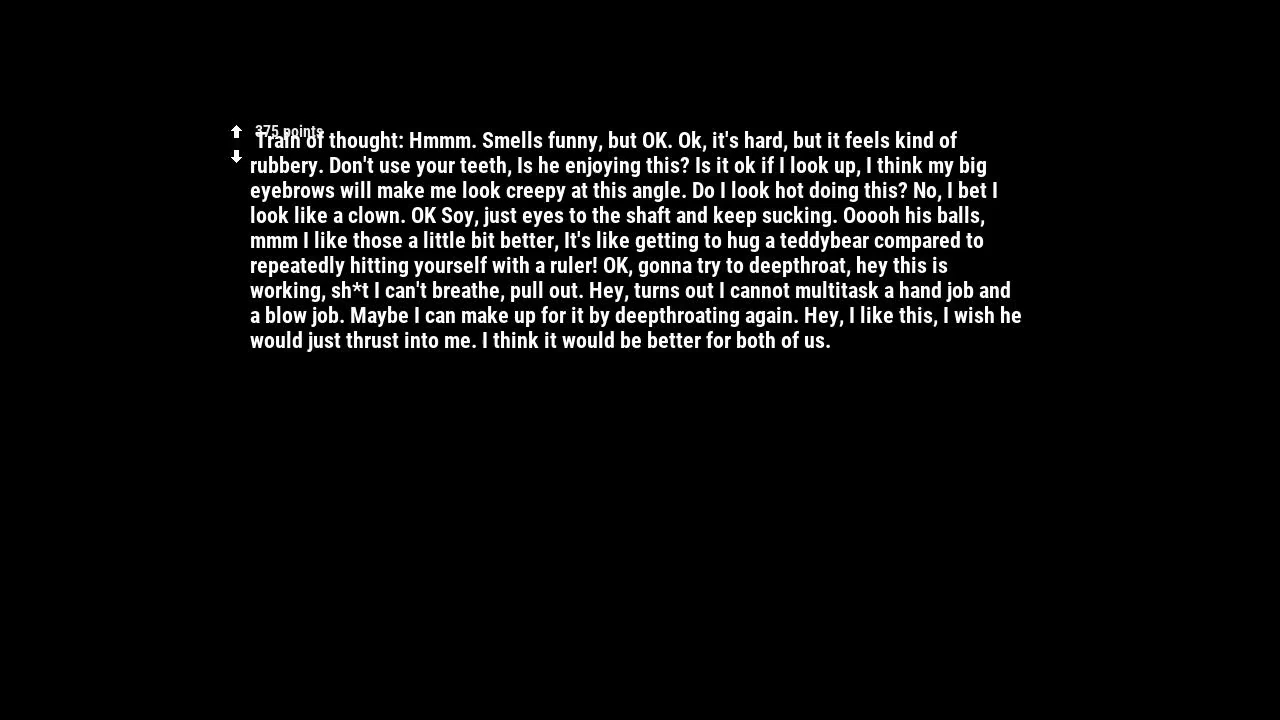 375 points
Train of thought: Hmmm. Smells funny, but OK. Ok, it's hard, but it feels kind of
rubbery. Don't use your teeth, Is he enjoying this? Is it ok if I look up, I think my big
eyebrows will make me look creepy at this angle. Do I look hot doing this? No, I bet I
look like a clown. OK Soy, just eyes to the shaft and keep sucking. Ooooh his balls,
mmm I like those a little bit better, It's like getting to hug a teddybear compared to
repeatedly hitting yourself with a ruler! OK, gonna try to deepthroat, hey this is
working, sh*t I can't breathe, pull out. Hey, turns out I cannot multitask a hand job and
a blow job. Maybe I can make up for it by deepthroating again. Hey, I like this, I wish he
would just thrust into me. I think it would be better for both of us.